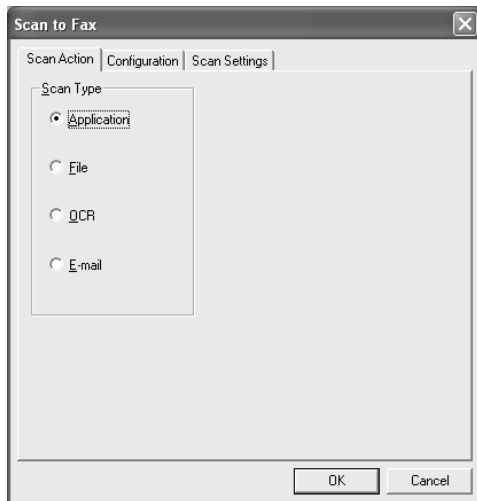 Scan to Fax
Scan Action Configuration Scan Settings
Scan Type
Application
File
OCR
E-mail
OK Cancel